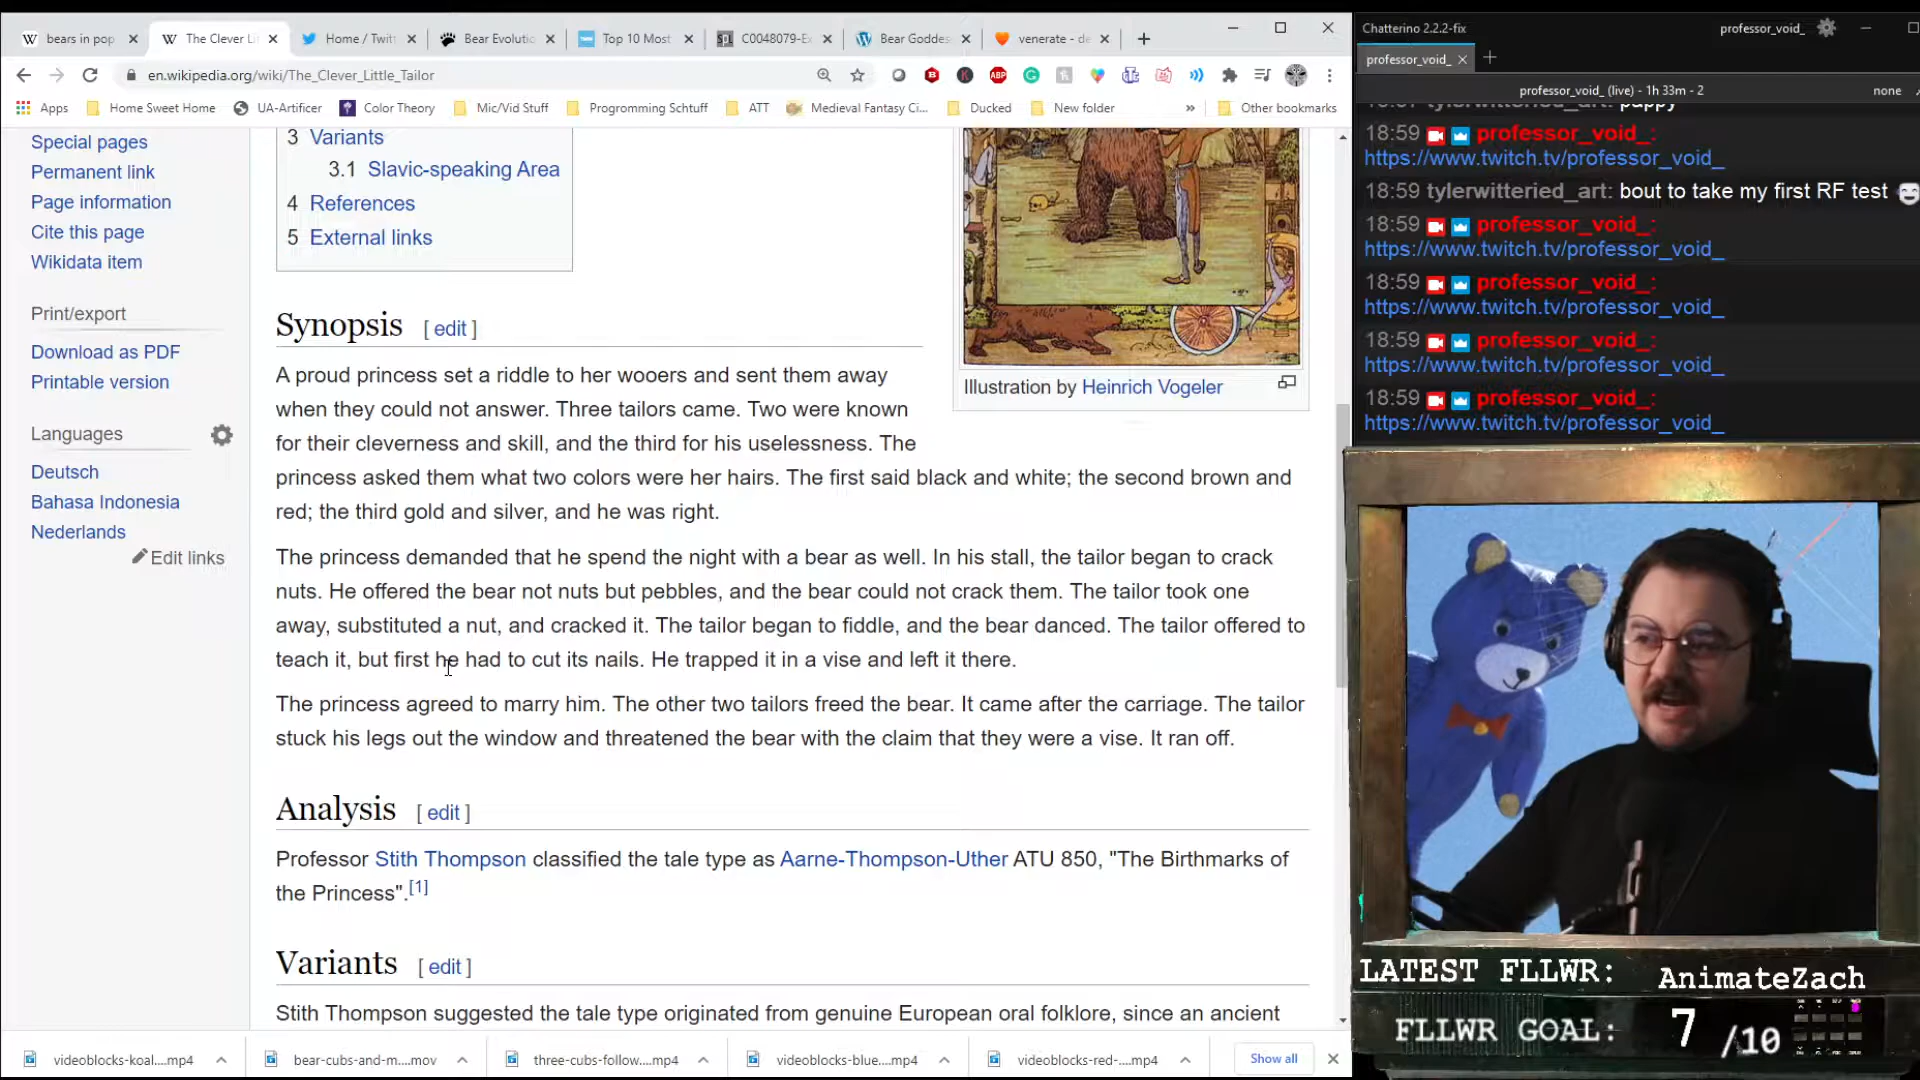 bears in pop
The Clever Li
Home / Twitt
Bear Evolutio
Top 10 Most
C0048079-Ex
Bear Goddes
venerate - de
en.wikipedia.org/wiki/The_Clever_Little_Tailor
Apps
Home Sweet Home
UA-Artificer
Color Theory
Mic/Vid Stuff
Programming Schtuff
ATT
Medieval Fantasy Ci...
Ducked
New folder
»
Other bookmarks
Special pages
Permanent link
Page information
Cite this page
Wikidata item
Print/export
Download as PDF
Printable version
Languages
Deutsch
Bahasa Indonesia
Nederlands
Edit links
3 Variants
3.1 Slavic-speaking Area
4 References
5 External links
Illustration by Heinrich Vogeler
Synopsis [ edit ]
A proud princess set a riddle to her wooers and sent them away
when they could not answer. Three tailors came. Two were known
for their cleverness and skill, and the third for his uselessness. The
princess asked them what two colors were her hairs. The first said black and white; the second brown and
red; the third gold and silver, and he was right.
The princess demanded that he spend the night with a bear as well. In his stall, the tailor began to crack
nuts. He offered the bear not nuts but pebbles, and the bear could not crack them. The tailor took one
away, substituted a nut, and cracked it. The tailor began to fiddle, and the bear danced. The tailor offered to
teach it, but first he had to cut its nails. He trapped it in a vise and left it there.
The princess agreed to marry him. The other two tailors freed the bear. It came after the carriage. The tailor
stuck his legs out the window and threatened the bear with the claim that they were a vise. It ran off.
Analysis [ edit ]
Professor Stith Thompson classified the tale type as Aarne-Thompson-Uther ATU 850, "The Birthmarks of
the Princess".[1]
Variants [ edit ]
Stith Thompson suggested the tale type originated from genuine European oral folklore, since an ancient
videoblocks-koal....mp4
bear-cubs-and-m....mov
three-cubs-follow....mp4
videoblocks-blue....mp4
videoblocks-red-....mp4
Show all
Chatterino 2.2.2-fix
professor_void_
professor_void_
professor_void_ (live) - 1h 33m - 2
none
tylerwitteried_art: puppy
18:59 professor_void_:
https://www.twitch.tv/professor_void_
18:59 tylerwitteried_art: bout to take my first RF test
18:59 professor_void_:
https://www.twitch.tv/professor_void_
18:59 professor_void_:
https://www.twitch.tv/professor_void_
18:59 professor_void_:
https://www.twitch.tv/professor_void_
18:59 professor_void_:
https://www.twitch.tv/professor_void_
LATEST FLLWR: AnimateZach
FLLWR GOAL: 7 /10